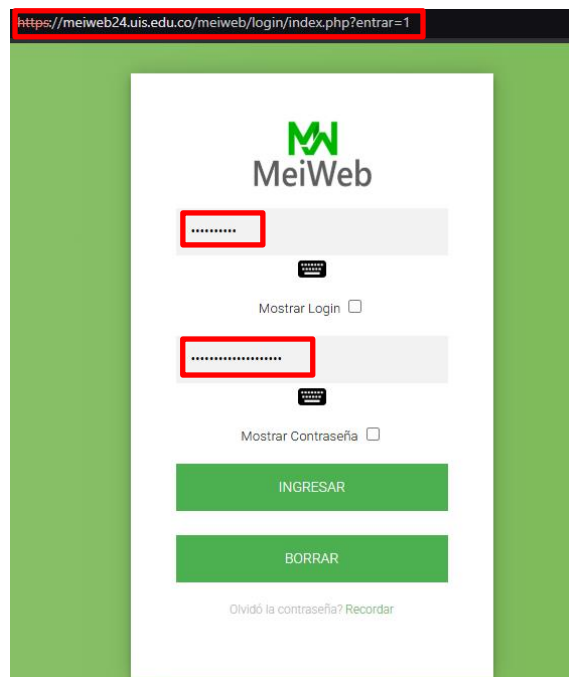 https://meiweb24.uis.edu.co/meiweb/login/index.php?entrar=1
MW
MeiWeb
••••••••••
Mostrar Login
••••••••••••••••••••
Mostrar Contraseña
INGRESAR
BORRAR
Olvidó la contraseña? Recordar